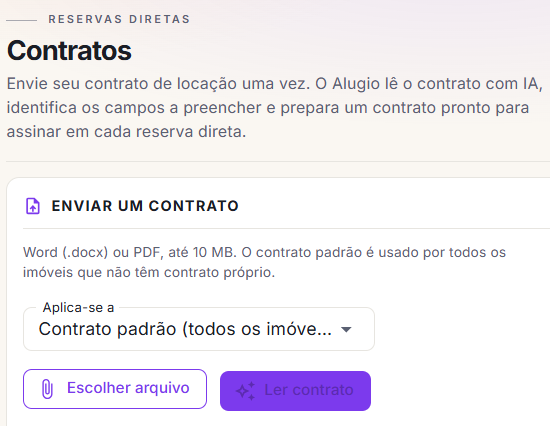 RESERVAS DIRETAS
Contratos
Envie seu contrato de locação uma vez. O Alugio lê o contrato com IA,
identifica os campos a preencher e prepara um contrato pronto para
assinar em cada reserva direta.
ENVIAR UM CONTRATO
Word (.docx) ou PDF, até 10 MB. O contrato padrão é usado por todos os
imóveis que não têm contrato próprio.
Aplica-se a
Contrato padrão (todos os imóve...
Escolher arquivo
Ler contrato